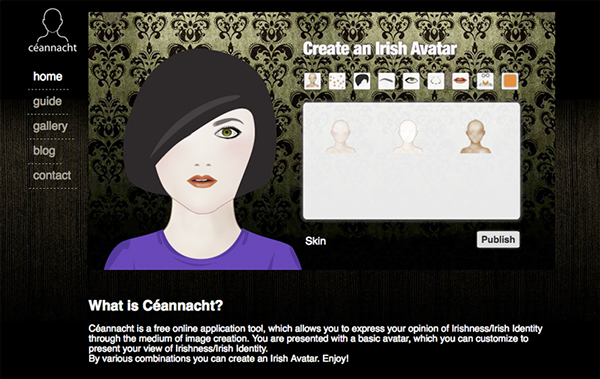 céannacht
home
guide
gallery
blog
contact
Create an Irish Avatar
Skin
Publish
What is Céannacht?
Céannacht is a free online application tool, which allows you to express your opinion of Irishness/Irish Identity
through the medium of image creation. You are presented with a basic avatar, which you can customize to
present your view of Irishness/Irish Identity.
By various combinations you can create an Irish Avatar. Enjoy!